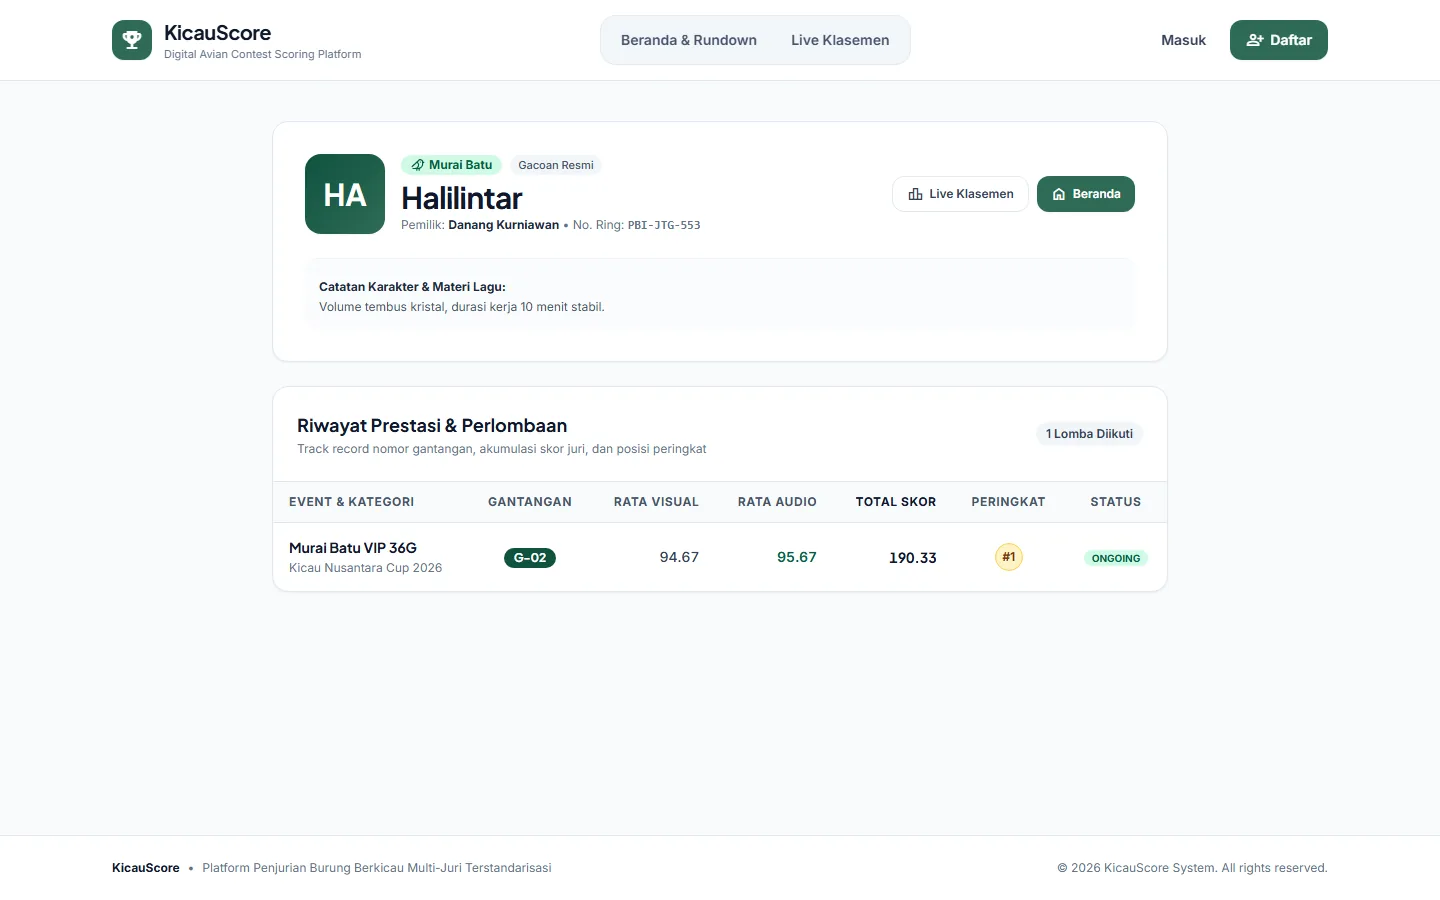 KicauScore
Digital Avian Contest Scoring Platform
Beranda & Rundown
Live Klasemen
Masuk
Daftar
HA
Murai Batu
Gacoan Resmi
Halilintar
Pemilik: Danang Kurniawan • No. Ring: PBI-JTG-553
Live Klasemen
Beranda
Catatan Karakter & Materi Lagu:
Volume tembus kristal, durasi kerja 10 menit stabil.
Riwayat Prestasi & Perlombaan
Track record nomor gantangan, akumulasi skor juri, dan posisi peringkat
1 Lomba Diikuti
EVENT & KATEGORI GANTANGAN RATA VISUAL RATA AUDIO TOTAL SKOR PERINGKAT STATUS
Murai Batu VIP 36G
Kicau Nusantara Cup 2026
G-02 94.67 95.67 190.33 #1 ONGOING
KicauScore • Platform Penjurian Burung Berkicau Multi-Juri Terstandarisasi
© 2026 KicauScore System. All rights reserved.